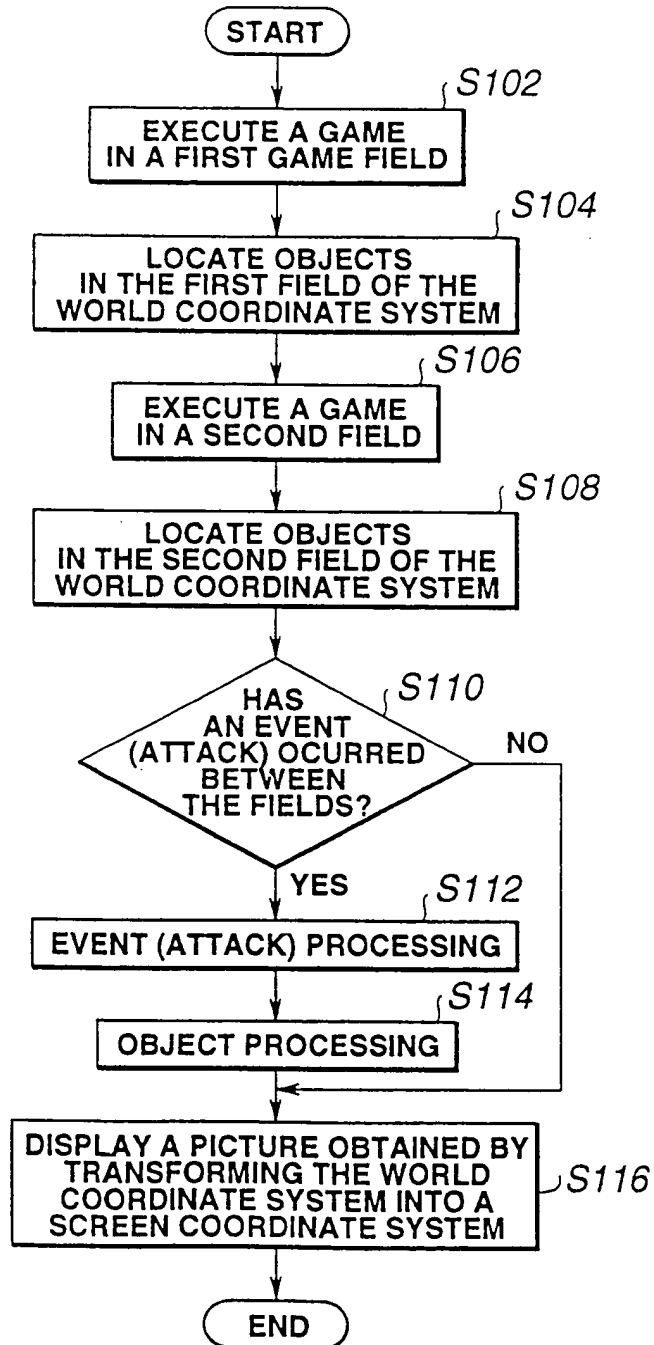 START
S102
EXECUTE A GAME
IN A FIRST GAME FIELD
S104
LOCATE OBJECTS
IN THE FIRST FIELD OF THE
WORLD COORDINATE SYSTEM
S106
EXECUTE A GAME
IN A SECOND FIELD
S108
LOCATE OBJECTS
IN THE SECOND FIELD OF THE
WORLD COORDINATE SYSTEM
S110
HAS
AN EVENT
(ATTACK) OCURRED
BETWEEN
THE FIELDS?
NO
YES
S112
EVENT (ATTACK) PROCESSING
S114
OBJECT PROCESSING
DISPLAY A PICTURE OBTAINED BY
TRANSFORMING THE WORLD
COORDINATE SYSTEM INTO A
SCREEN COORDINATE SYSTEM
S116
END